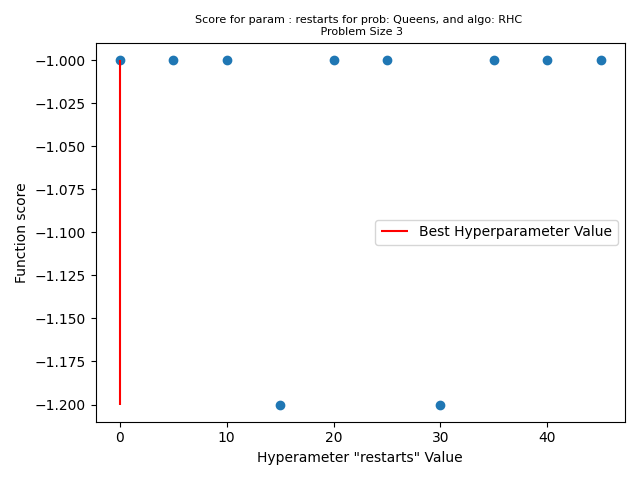 Score for param : restarts for prob: Queens, and algo: RHC
Problem Size 3
−1.000
−1.025
−1.050
−1.075
−1.100
−1.125
−1.150
−1.175
−1.200
Function score
Best Hyperparameter Value
0 10 20 30 40
Hyperameter "restarts" Value